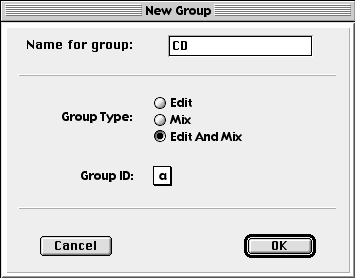 New Group
Name for group: CD
Edit
Group Type: Mix
Edit And Mix
Group ID: a
Cancel OK